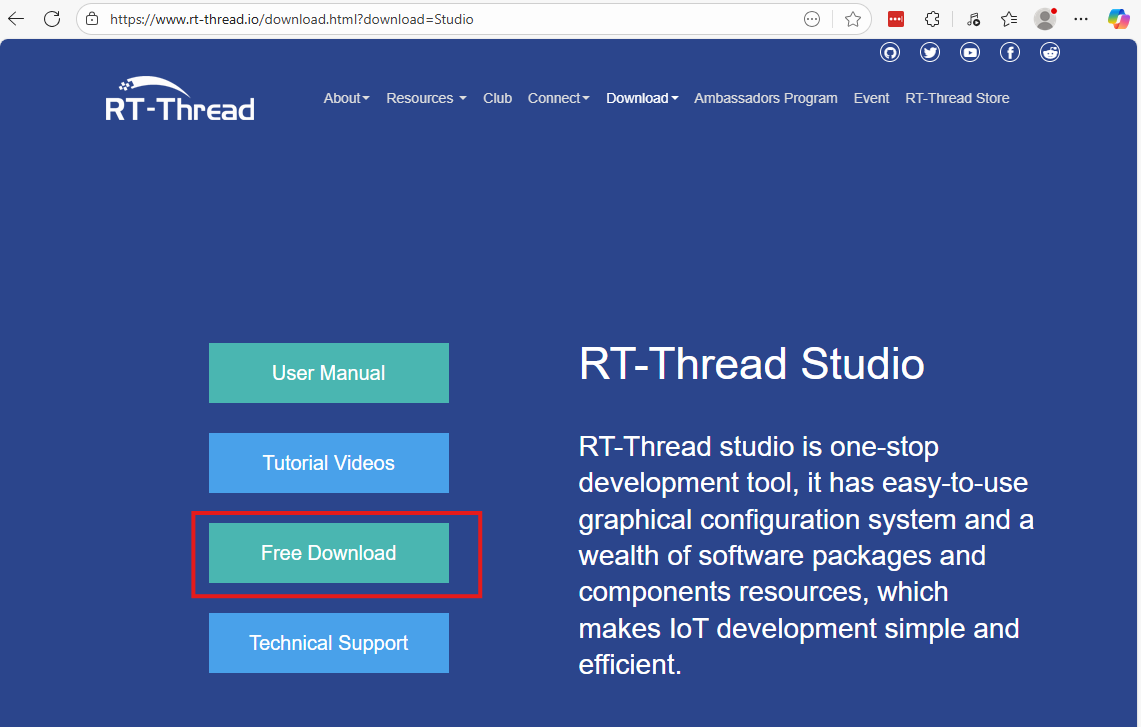 https://www.rt-thread.io/download.html?download=Studio
RT-Thread
About Resources Club Connect Download Ambassadors Program Event RT-Thread Store
User Manual
Tutorial Videos
Free Download
Technical Support
RT-Thread Studio
RT-Thread studio is one-stop
development tool, it has easy-to-use
graphical configuration system and a
wealth of software packages and
components resources, which
makes IoT development simple and
efficient.